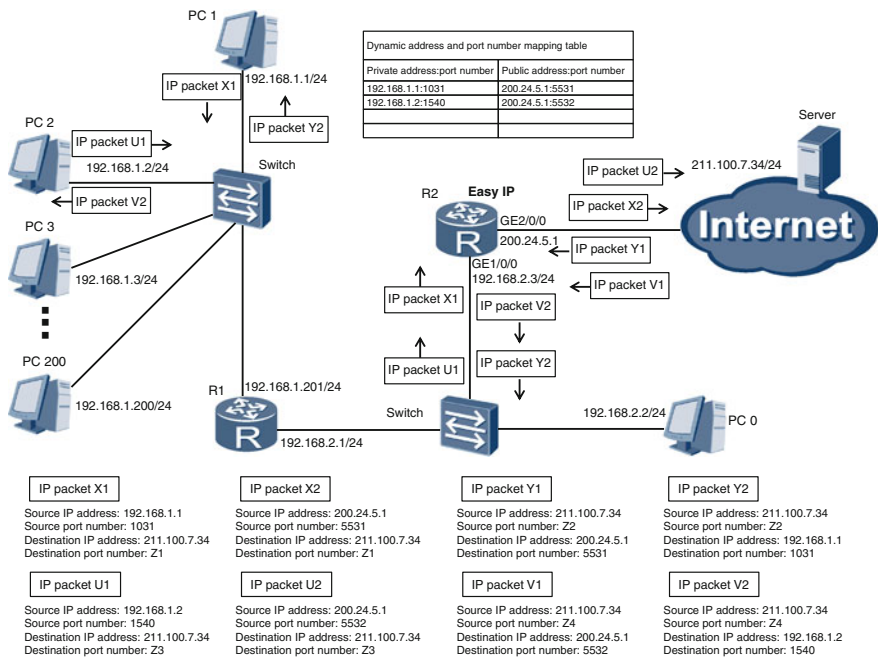 PC 1
192.168.1.1/24
IP packet X1
IP packet Y2
PC 2
IP packet U1
192.168.1.2/24
IP packet V2
Switch
PC 3
192.168.1.3/24
PC 200
192.168.1.200/24
R1
192.168.1.201/24
192.168.2.1/24
Dynamic address and port number mapping table
Private address:port number Public address:port number
192.168.1.1:1031 200.24.5.1:5531
192.168.1.2:1540 200.24.5.1:5532
Server
IP packet U2
211.100.7.34/24
IP packet X2
R2
Easy IP
R
GE2/0/0
200.24.5.1
Internet
IP packet Y1
GE1/0/0
192.168.2.3/24
IP packet V1
IP packet X1
IP packet V2
IP packet U1
IP packet Y2
Switch
192.168.2.2/24
PC 0
R
IP packet X1
Source IP address: 192.168.1.1
Source port number: 1031
Destination IP address: 211.100.7.34
Destination port number: Z1
IP packet X2
Source IP address: 200.24.5.1
Source port number: 5531
Destination IP address: 211.100.7.34
Destination port number: Z1
IP packet Y1
Source IP address: 211.100.7.34
Source port number: Z2
Destination IP address: 200.24.5.1
Destination port number: 5531
IP packet Y2
Source IP address: 211.100.7.34
Source port number: Z2
Destination IP address: 192.168.1.1
Destination port number: 1031
IP packet U1
Source IP address: 192.168.1.2
Source port number: 1540
Destination IP address: 211.100.7.34
Destination port number: Z3
IP packet U2
Source IP address: 200.24.5.1
Source port number: 5532
Destination IP address: 211.100.7.34
Destination port number: Z3
IP packet V1
Source IP address: 211.100.7.34
Source port number: Z4
Destination IP address: 200.24.5.1
Destination port number: 5532
IP packet V2
Source IP address: 211.100.7.34
Source port number: Z4
Destination IP address: 192.168.1.2
Destination port number: 1540